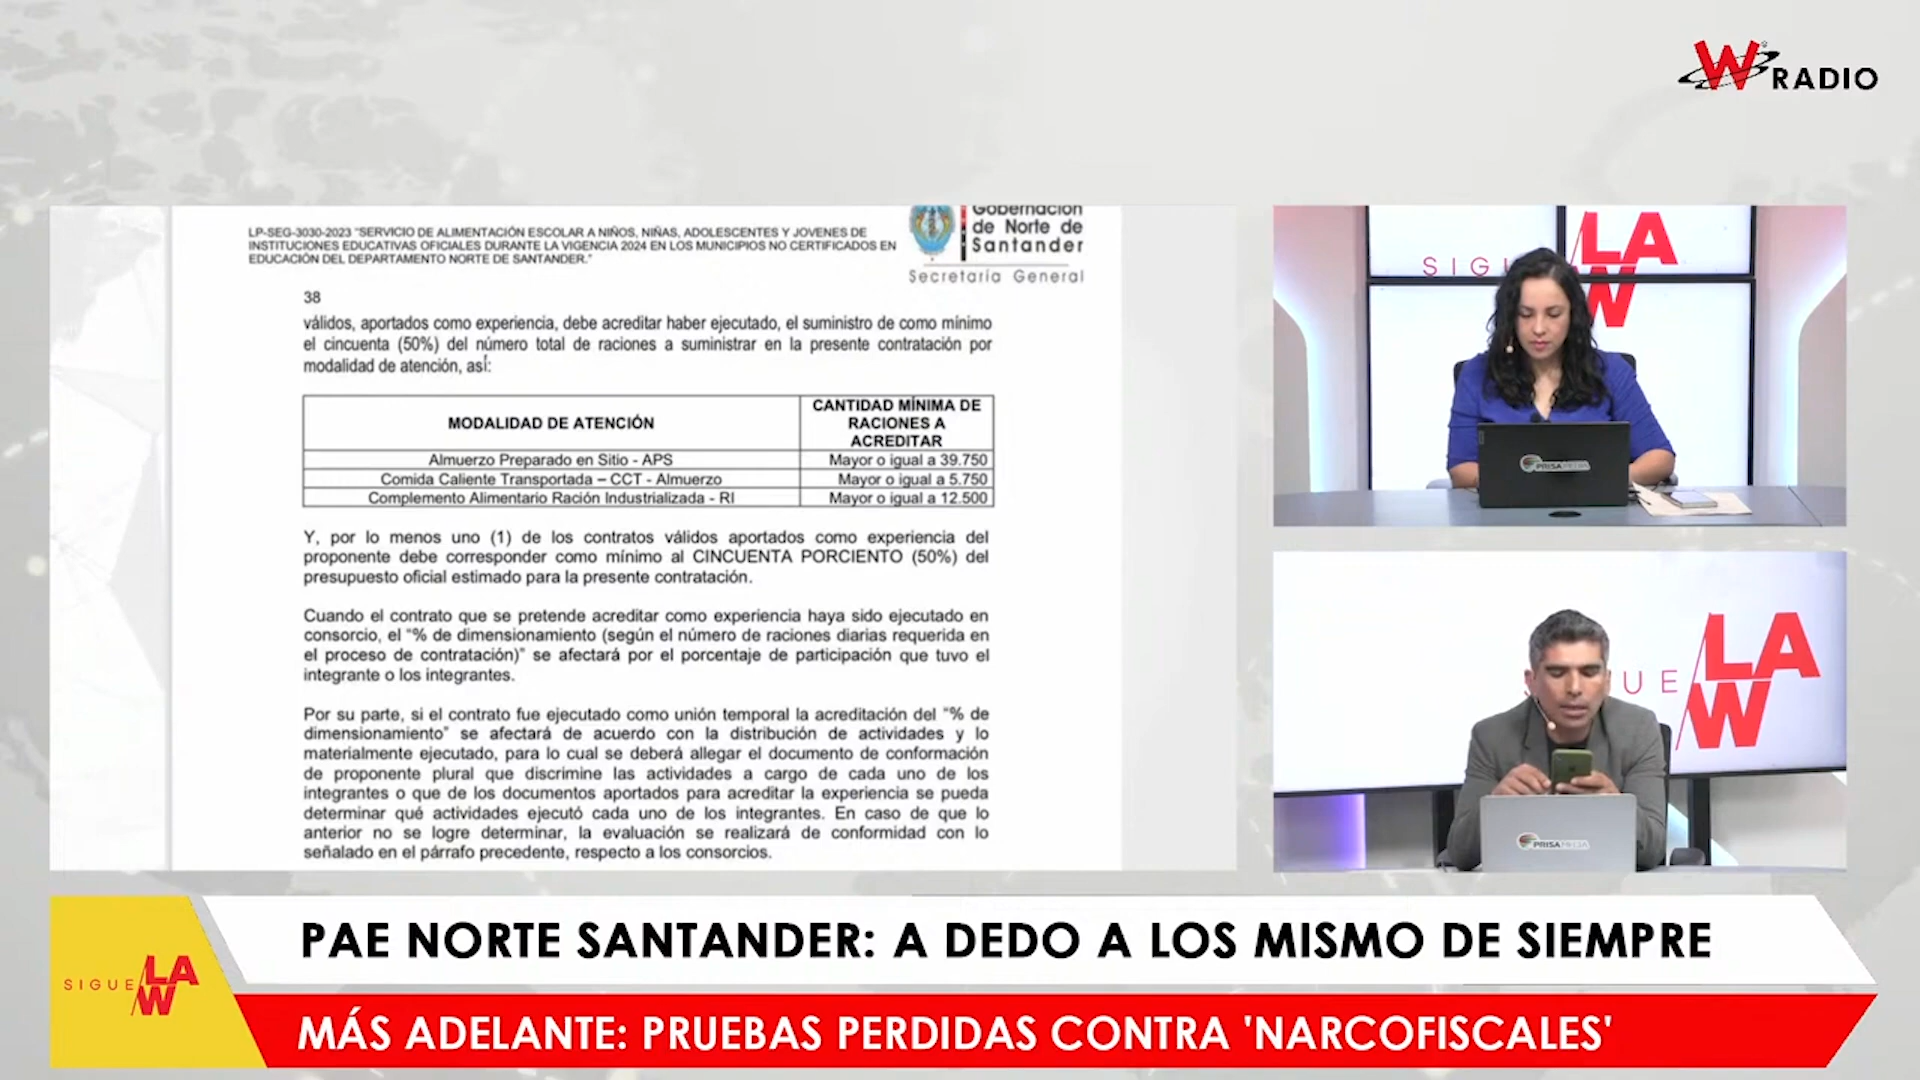 W RADIO
LP-SEG-3030-2023 "SERVICIO DE ALIMENTACIÓN ESCOLAR A NIÑOS, NIÑAS, ADOLESCENTES Y JOVENES DE
INSTITUCIONES EDUCATIVAS OFICIALES DURANTE LA VIGENCIA 2024 EN LOS MUNICIPIOS NO CERTIFICADOS EN
EDUCACIÓN DEL DEPARTAMENTO NORTE DE SANTANDER."
Gobernación
de Norte de
Santander
Secretaría General
38
válidos, aportados como experiencia, debe acreditar haber ejecutado, el suministro de como mínimo
el cincuenta (50%) del número total de raciones a suministrar en la presente contratación por
modalidad de atención, así:
MODALIDAD DE ATENCIÓN
CANTIDAD MÍNIMA DE
RACIONES A
ACREDITAR
Almuerzo Preparado en Sitio - APS
Mayor o igual a 39.750
Comida Caliente Transportada – CCT - Almuerzo
Mayor o igual a 5.750
Complemento Alimentario Ración Industrializada - RI
Mayor o igual a 12.500
Y, por lo menos uno (1) de los contratos válidos aportados como experiencia del
proponente debe corresponder como mínimo al CINCUENTA PORCIENTO (50%) del
presupuesto oficial estimado para la presente contratación.
Cuando el contrato que se pretende acreditar como experiencia haya sido ejecutado en
consorcio, el "% de dimensionamiento (según el número de raciones diarias requerida en
el proceso de contratación)" se afectará por el porcentaje de participación que tuvo el
integrante o los integrantes.
Por su parte, si el contrato fue ejecutado como unión temporal la acreditación del "% de
dimensionamiento" se afectará de acuerdo con la distribución de actividades y lo
materialmente ejecutado, para lo cual se deberá allegar el documento de conformación
de proponente plural que discrimine las actividades a cargo de cada uno de los
integrantes o que de los documentos aportados para acreditar la experiencia se pueda
determinar qué actividades ejecutó cada uno de los integrantes. En caso de que lo
anterior no se logre determinar, la evaluación se realizará de conformidad con lo
señalado en el párrafo precedente, respecto a los consorcios.
SIGUE LA W
PRISA MEDIA
SIGUE LA W
PRISA MEDIA
SIGUE LA W
PAE NORTE SANTANDER: A DEDO A LOS MISMO DE SIEMPRE
MÁS ADELANTE: PRUEBAS PERDIDAS CONTRA 'NARCOFISCALES'